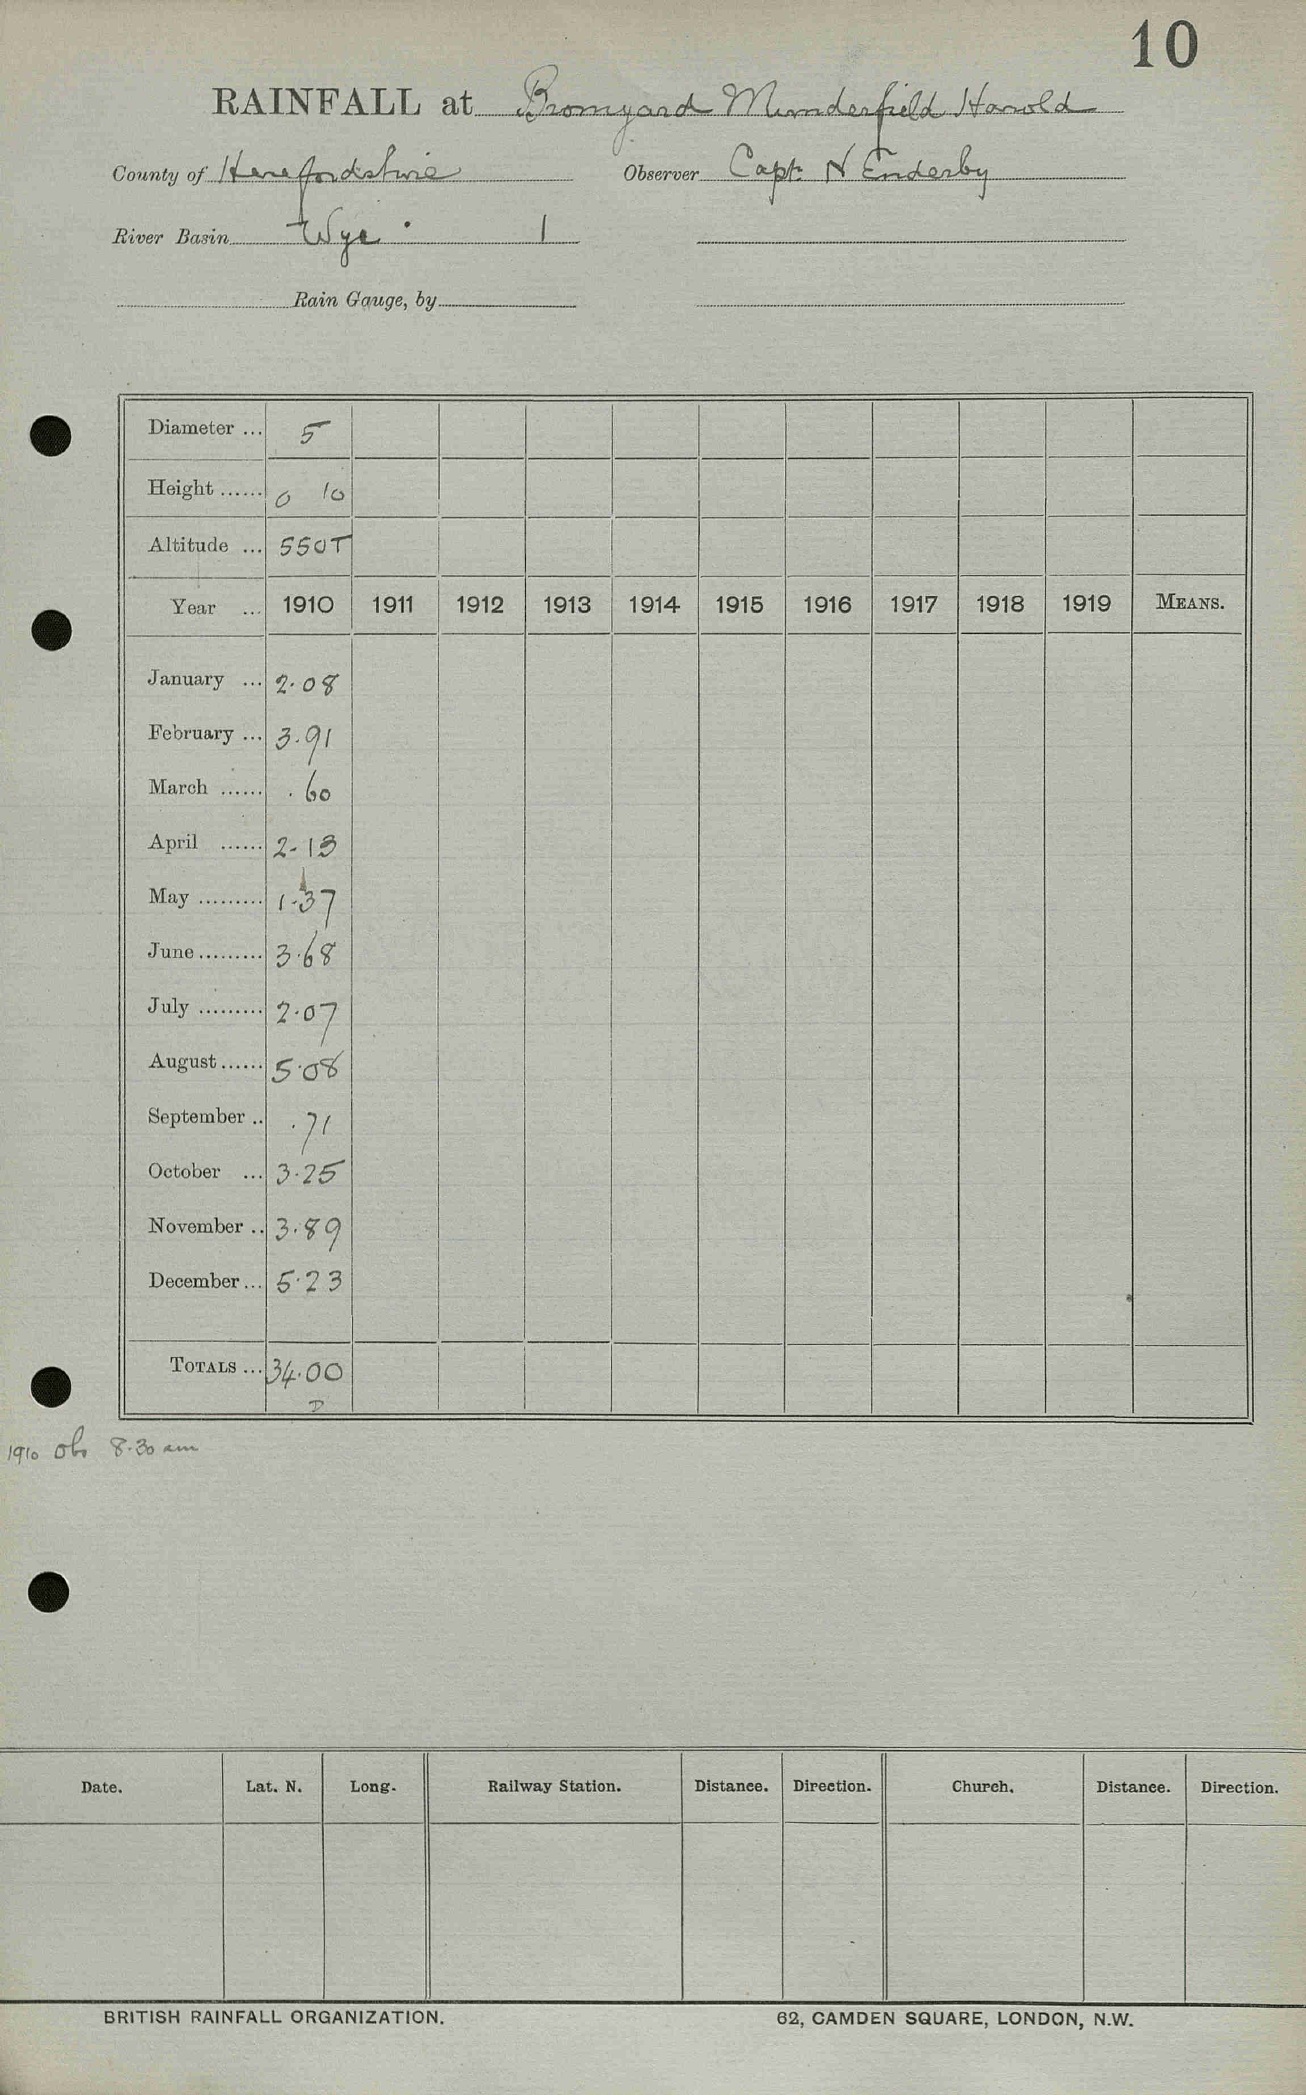 10
RAINFALL at Bromyard Munderfield Harold
County of Herefordshire Observer Capt. N Enderby
River Basin Wye 1
Rain Gauge, by
Diameter ... 5
Height ...... 0 10
Altitude ... 550T
Year ... 1910 1911 1912 1913 1914 1915 1916 1917 1918 1919 MEANS.
January ... 2.08
February ... 3.91
March ...... .60
April ...... 2.13
May ......... 1.37
June ......... 3.68
July ......... 2.07
August ...... 5.08
September .. .71
October ... 3.25
November .. 3.89
December ... 5.23
TOTALS ... 34.00
D
1910 obs 8.30 am
Date. Lat. N. Long. Railway Station. Distance. Direction. Church. Distance. Direction.
BRITISH RAINFALL ORGANIZATION. 62, CAMDEN SQUARE, LONDON, N.W.